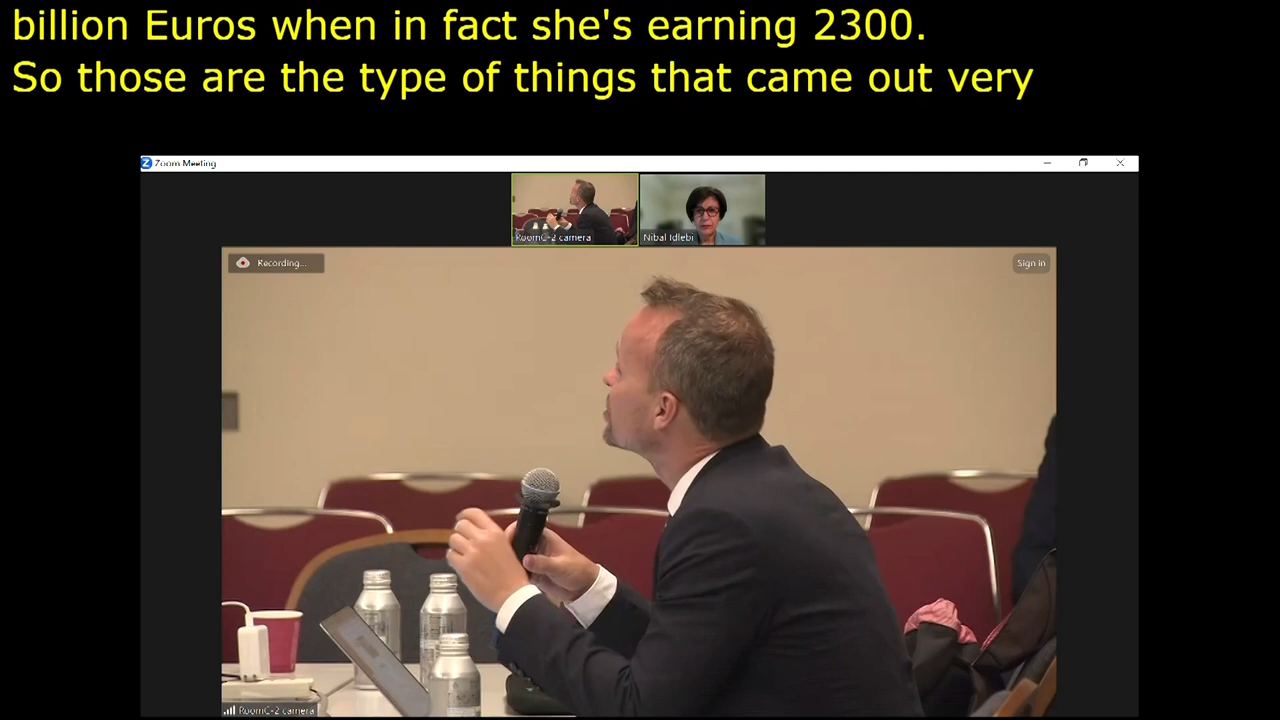 billion Euros when in fact she's earning 2300.
So those are the type of things that came out very
Zoom Meeting
RoomC-2 camera
Nibal Idlebi
Recording...
Sign in
RoomC-2 camera